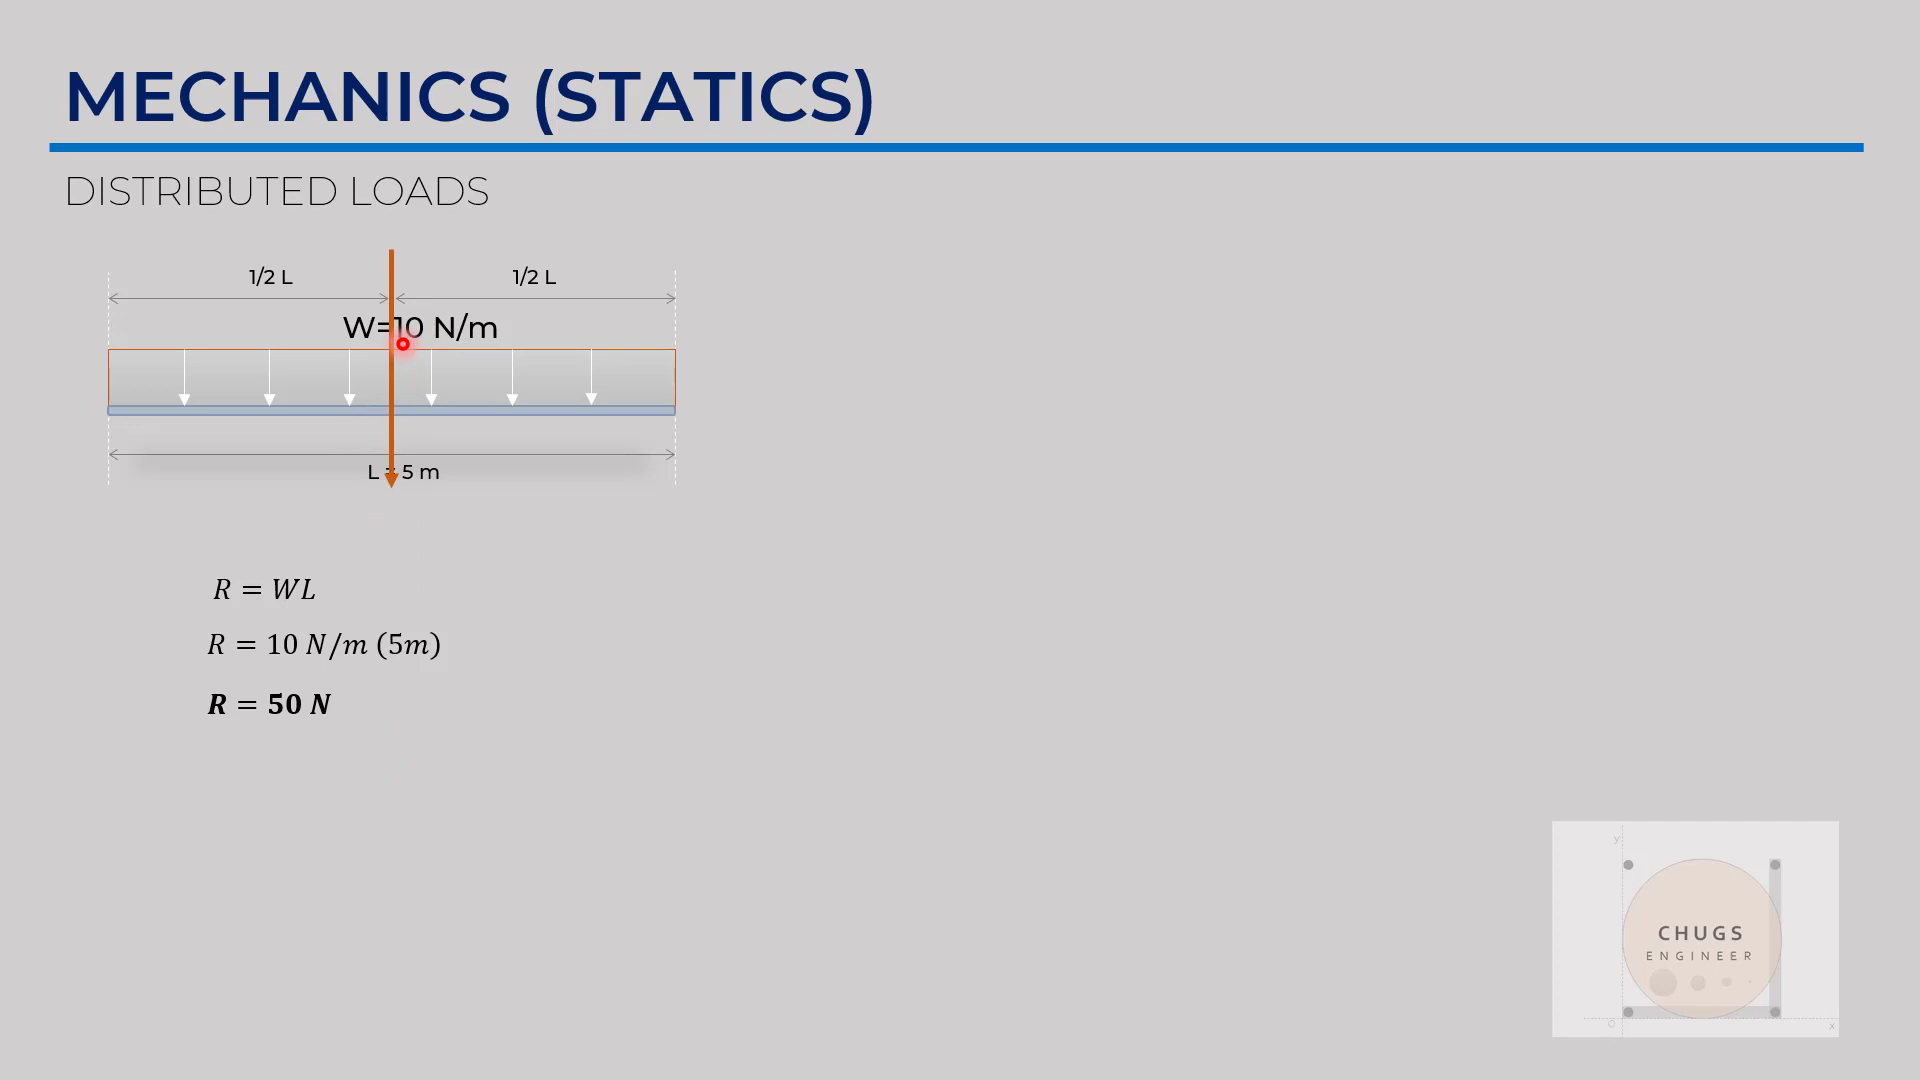 MECHANICS (STATICS)
DISTRIBUTED LOADS
1/2 L
1/2 L
W=10 N/m
L = 5 m
R = WL
R = 10 N/m (5m)
R = 50 N
y
CHUGS
ENGINEER
O
x